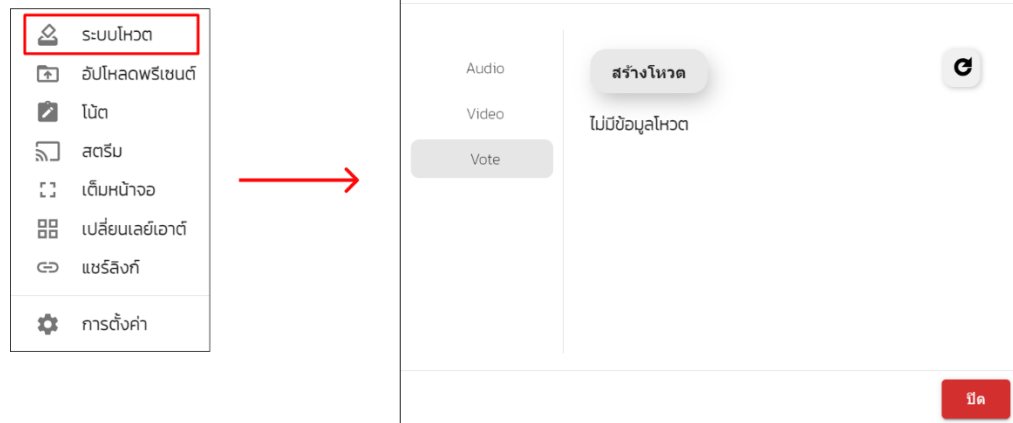 ระบบโหวต
อัปโหลดพรีเซนต์
โน้ต
สตรีม
เต็มหน้าจอ
เปลี่ยนเลย์เอาต์
แชร์ลิงก์
การตั้งค่า
Audio
Video
Vote
สร้างโหวด
ไม่มีข้อมูลโหวต
ปิด